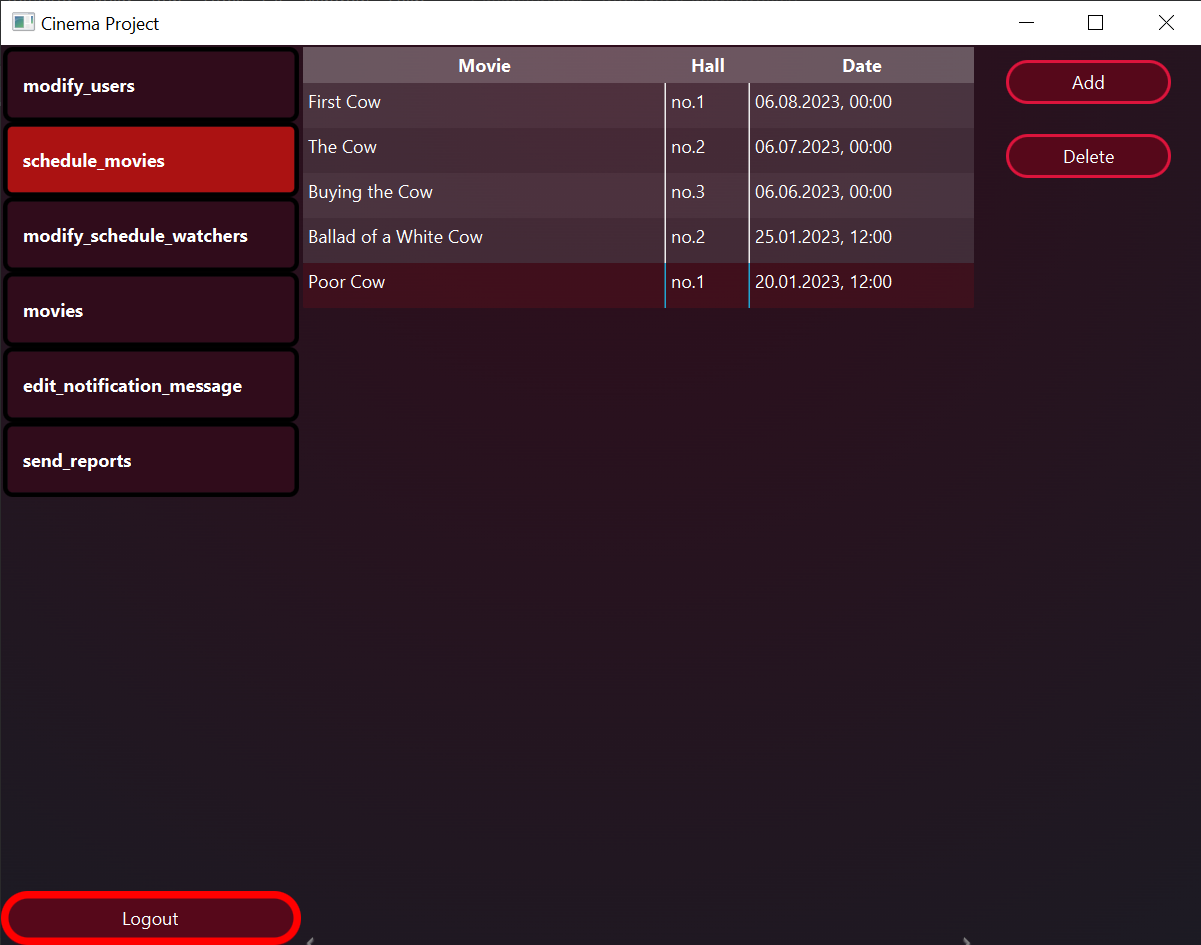 Cinema Project
modify_users
schedule_movies
modify_schedule_watchers
movies
edit_notification_message
send_reports
Logout
Movie Hall Date
First Cow no.1 06.08.2023, 00:00
The Cow no.2 06.07.2023, 00:00
Buying the Cow no.3 06.06.2023, 00:00
Ballad of a White Cow no.2 25.01.2023, 12:00
Poor Cow no.1 20.01.2023, 12:00
Add
Delete